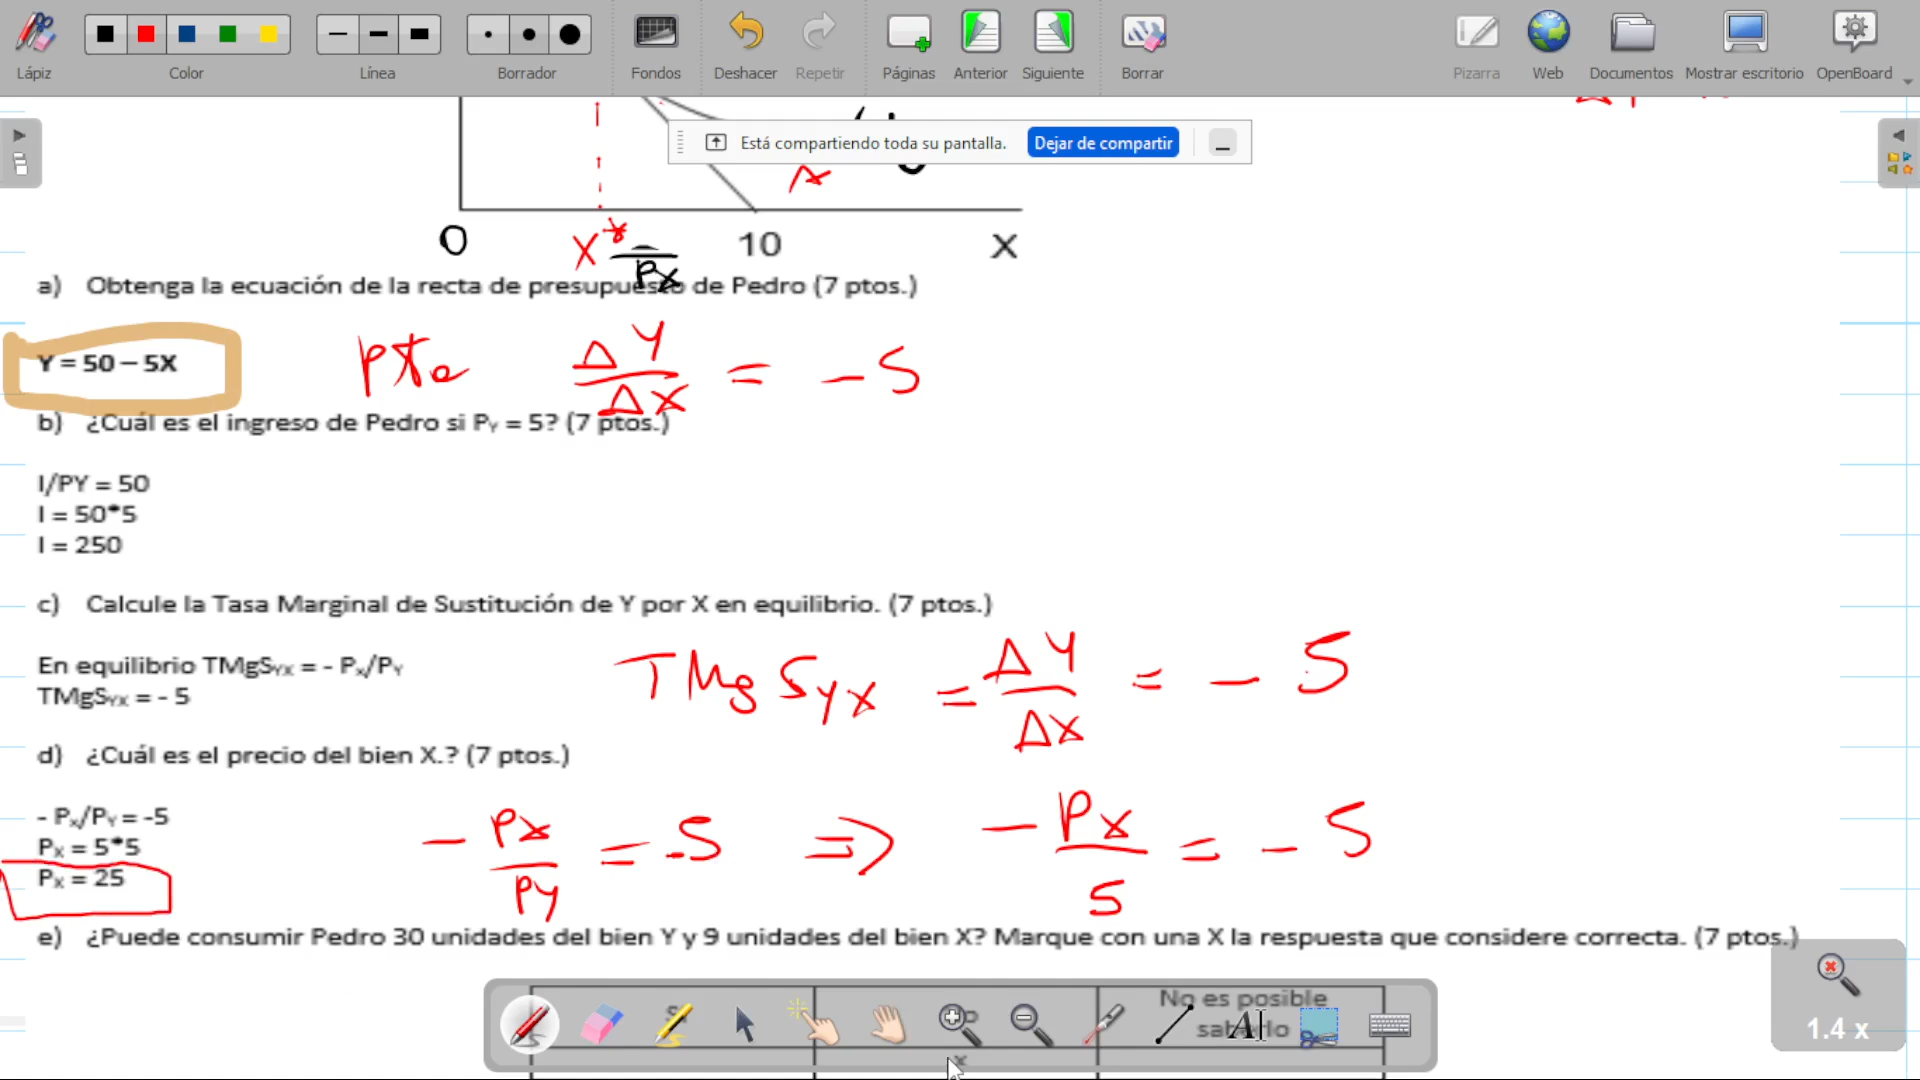 Lápiz Color Línea Borrador Fondos Deshacer Repetir Páginas Anterior Siguiente Borrar Pizarra Web Documentos Mostrar escritorio OpenBoard
Está compartiendo toda su pantalla. Dejar de compartir
0 X* 10 X
Px
a) Obtenga la ecuación de la recta de presupuesto de Pedro (7 ptos.)
Y = 50 – 5X
pte ΔY/ΔX = - 5
b) ¿Cuál es el ingreso de Pedro si PY = 5? (7 ptos.)
I/PY = 50
I = 50*5
I = 250
c) Calcule la Tasa Marginal de Sustitución de Y por X en equilibrio. (7 ptos.)
En equilibrio TMgSYX = - PX/PY
TMgSYX = - 5
TMgSYX = ΔY/ΔX = - 5
d) ¿Cuál es el precio del bien X.? (7 ptos.)
- PX/PY = -5
PX = 5*5
PX = 25
- PX/PY = -5 => - PX/5 = - 5
e) ¿Puede consumir Pedro 30 unidades del bien Y y 9 unidades del bien X? Marque con una X la respuesta que considere correcta. (7 ptos.)
No es posible
saberlo
x
1.4 x